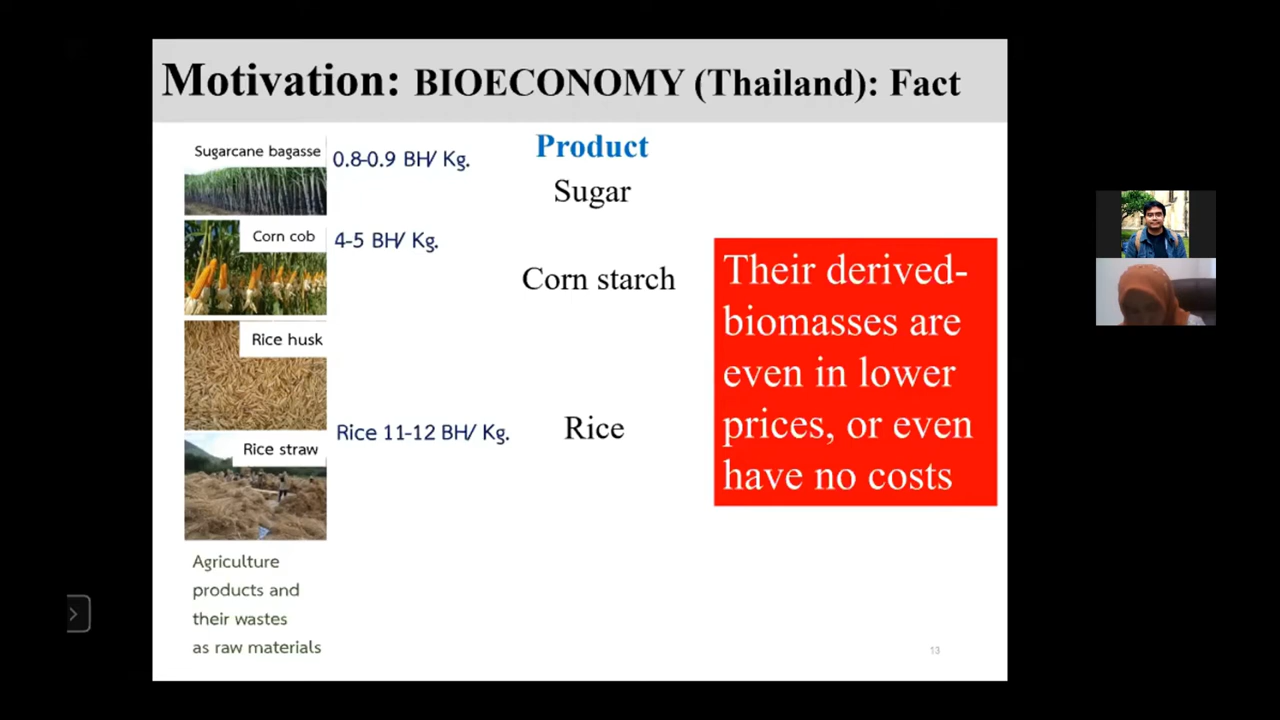 Motivation: BIOECONOMY (Thailand): Fact
Sugarcane bagasse
0.8-0.9 BH/ Kg.
Product
Sugar
Corn cob
4-5 BH/ Kg.
Corn starch
Rice husk
Rice straw
Rice 11-12 BH/ Kg.
Rice
Their derived-
biomasses are
even in lower
prices, or even
have no costs
Agriculture
products and
their wastes
as raw materials
13